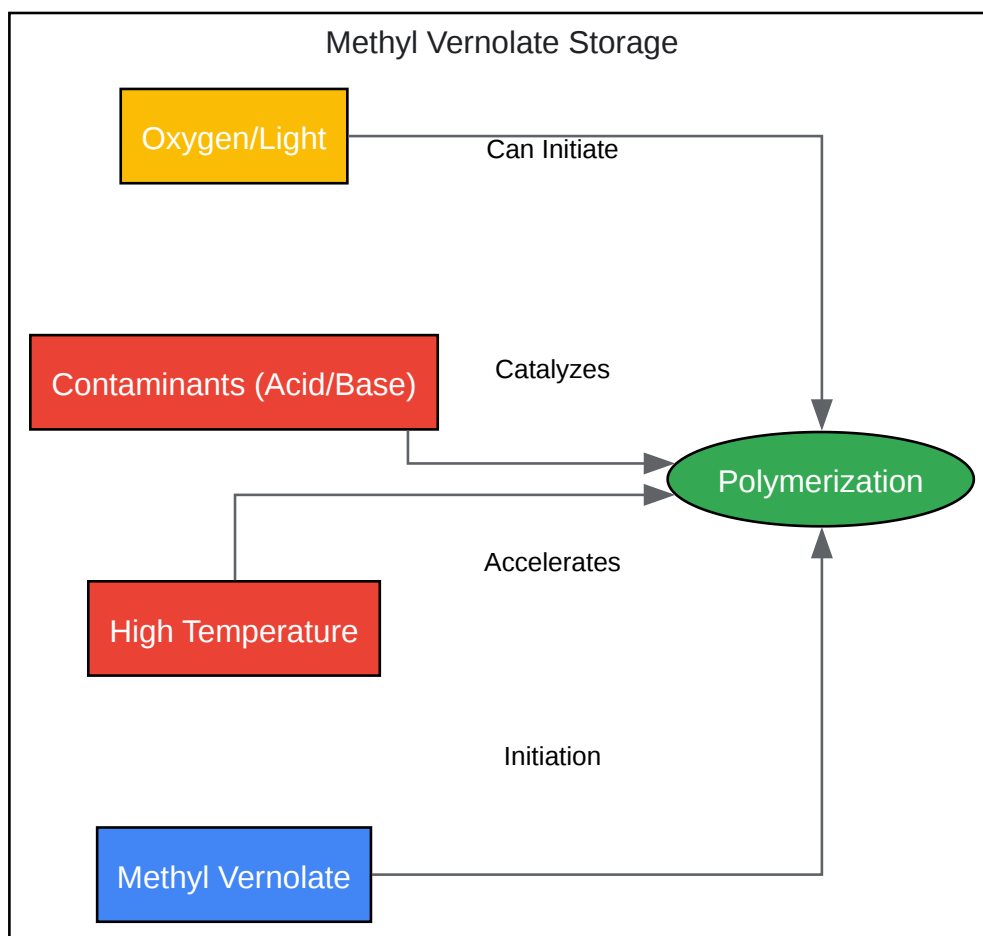 Methyl Vernolate Storage
Oxygen/Light
Can Initiate
Contaminants (Acid/Base)
Catalyzes
Polymerization
Accelerates
High Temperature
Initiation
Methyl Vernolate